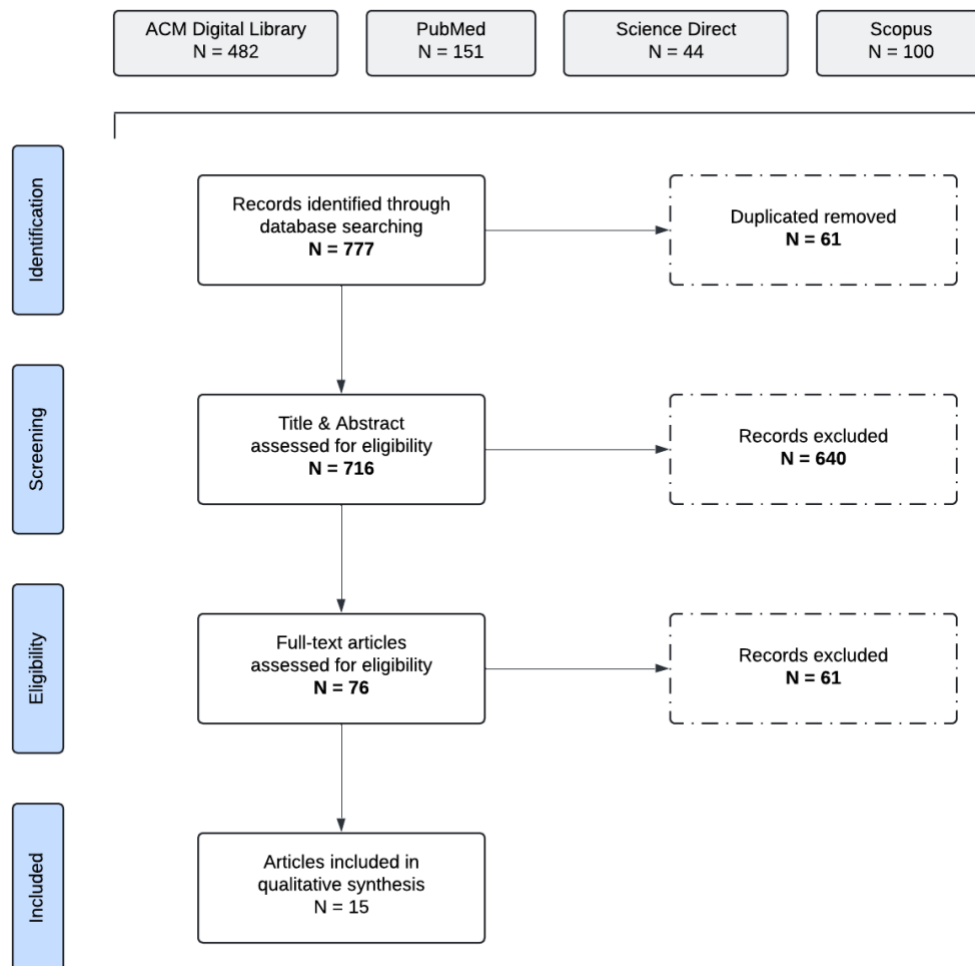 ACM Digital Library
N = 482
PubMed
N = 151
Science Direct
N = 44
Scopus
N = 100
Identification
Records identified through
database searching
N = 777
Duplicated removed
N = 61
Screening
Title & Abstract
assessed for eligibility
N = 716
Records excluded
N = 640
Eligibility
Full-text articles
assessed for eligibility
N = 76
Records excluded
N = 61
Included
Articles included in
qualitative synthesis
N = 15